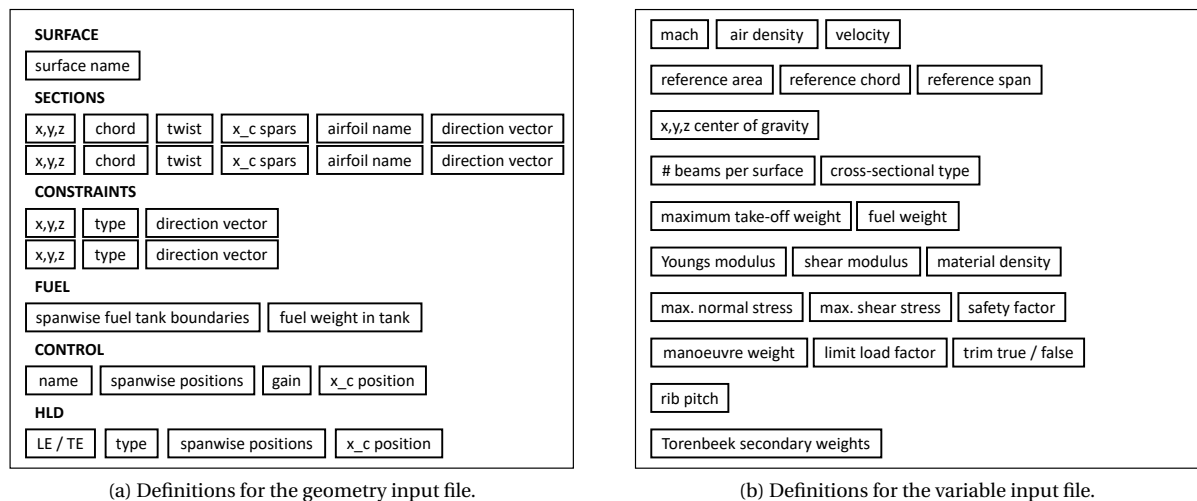 SURFACE
surface name
SECTIONS
x,y,z chord twist x_c spars airfoil name direction vector
x,y,z chord twist x_c spars airfoil name direction vector
CONSTRAINTS
x,y,z type direction vector
x,y,z type direction vector
FUEL
spanwise fuel tank boundaries fuel weight in tank
CONTROL
name spanwise positions gain x_c position
HLD
LE / TE type spanwise positions x_c position
(a) Definitions for the geometry input file.
mach air density velocity
reference area reference chord reference span
x,y,z center of gravity
# beams per surface cross-sectional type
maximum take-off weight fuel weight
Youngs modulus shear modulus material density
max. normal stress max. shear stress safety factor
manoeuvre weight limit load factor trim true / false
rib pitch
Torenbeek secondary weights
(b) Definitions for the variable input file.